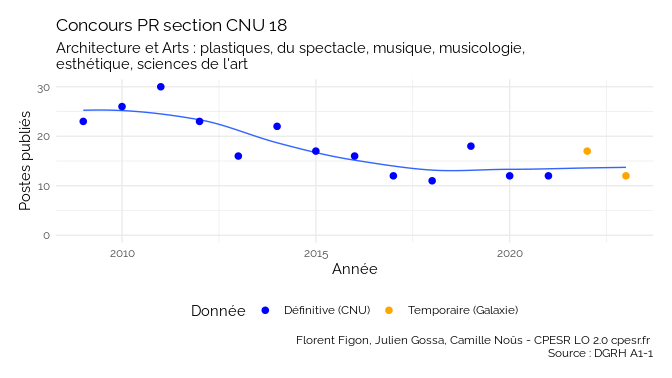 Concours PR section CNU 18
Architecture et Arts : plastiques, du spectacle, musique, musicologie,
esthétique, sciences de l'art
30
20
10
0
Postes publiés
2010 2015 2020
Année
Donnée Définitive (CNU) Temporaire (Galaxie)
Florent Figon, Julien Gossa, Camille Noûs - CPESR LO 2.0 cpesr.fr
Source : DGRH A1-1